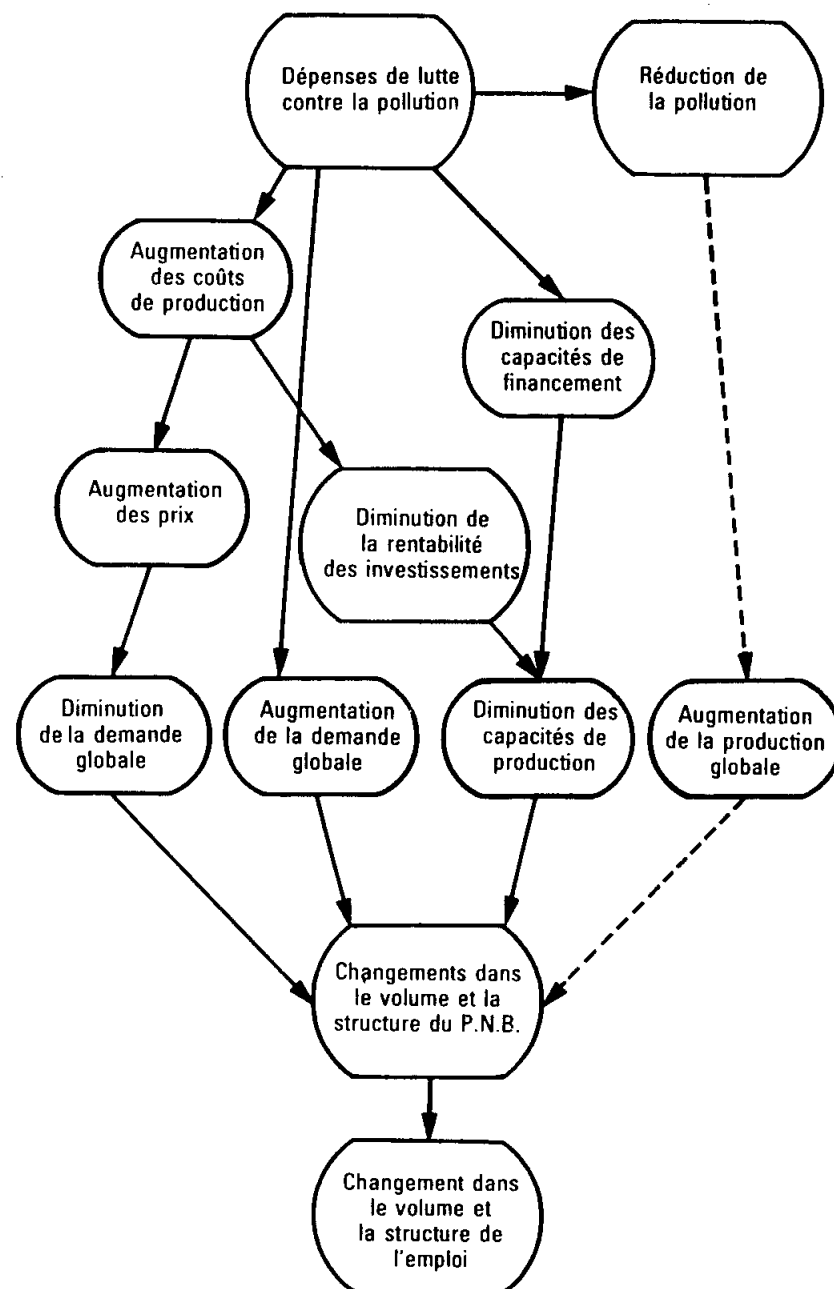 Dépenses de lutte
contre la pollution
Réduction de
la pollution
Augmentation
des coûts
de production
Diminution des
capacités de
financement
Augmentation
des prix
Diminution de
la rentabilité
des investissements
Diminution
de la demande
globale
Augmentation
de la demande
globale
Diminution des
capacités de
production
Augmentation
de la production
globale
Changements dans
le volume et la
structure du P.N.B.
Changement dans
le volume et
la structure de
l'emploi